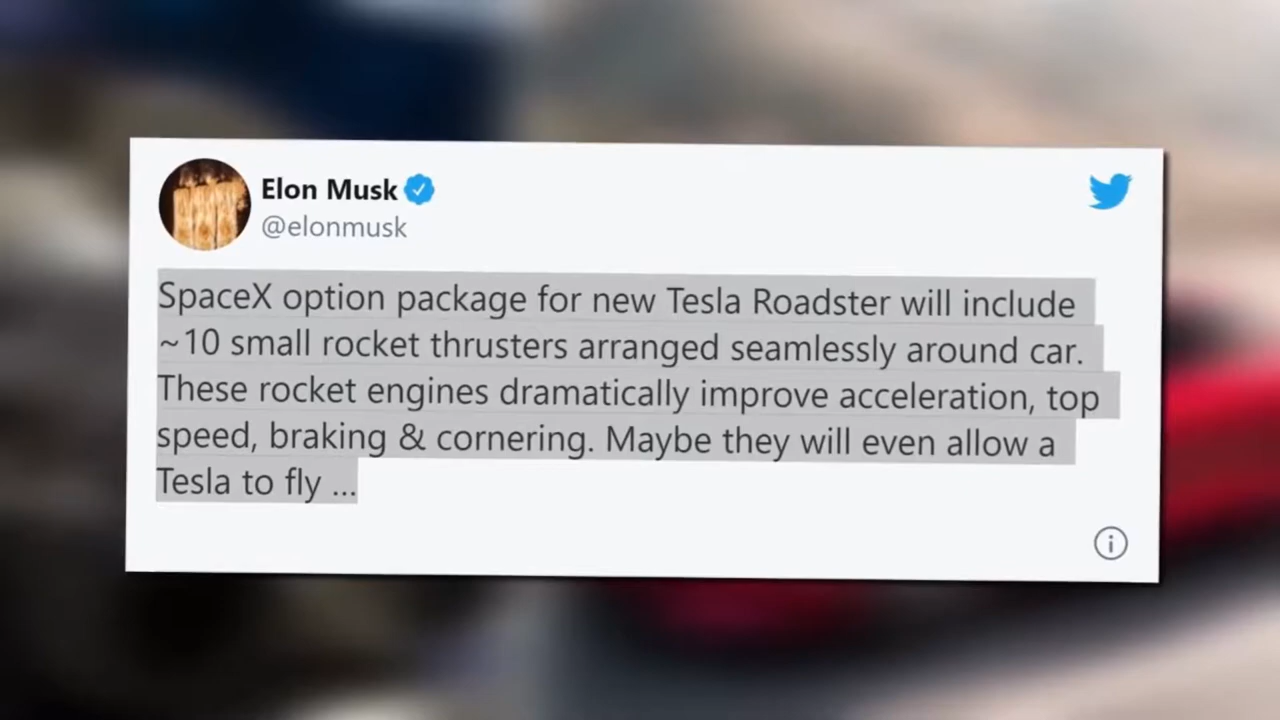 Elon Musk
@elonmusk
SpaceX option package for new Tesla Roadster will include
~10 small rocket thrusters arranged seamlessly around car.
These rocket engines dramatically improve acceleration, top
speed, braking & cornering. Maybe they will even allow a
Tesla to fly ...